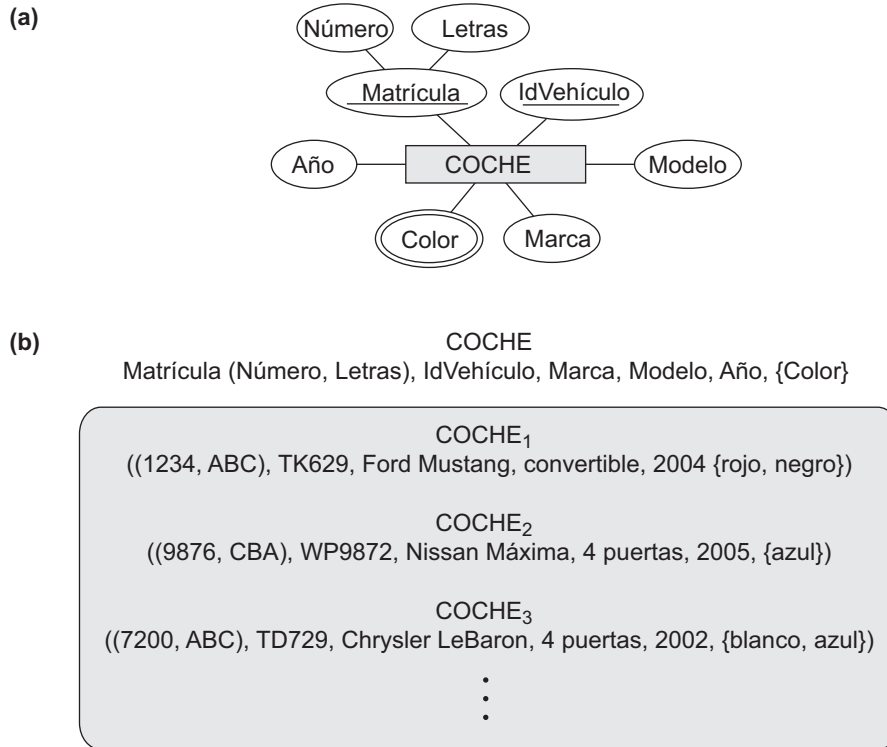 (a)
Número
Letras
Matrícula
IdVehículo
Año
COCHE
Modelo
Color
Marca
(b)
COCHE
Matrícula (Número, Letras), IdVehículo, Marca, Modelo, Año, {Color}
COCHE1
((1234, ABC), TK629, Ford Mustang, convertible, 2004 {rojo, negro})
COCHE2
((9876, CBA), WP9872, Nissan Máxima, 4 puertas, 2005, {azul})
COCHE3
((7200, ABC), TD729, Chrysler LeBaron, 4 puertas, 2002, {blanco, azul})